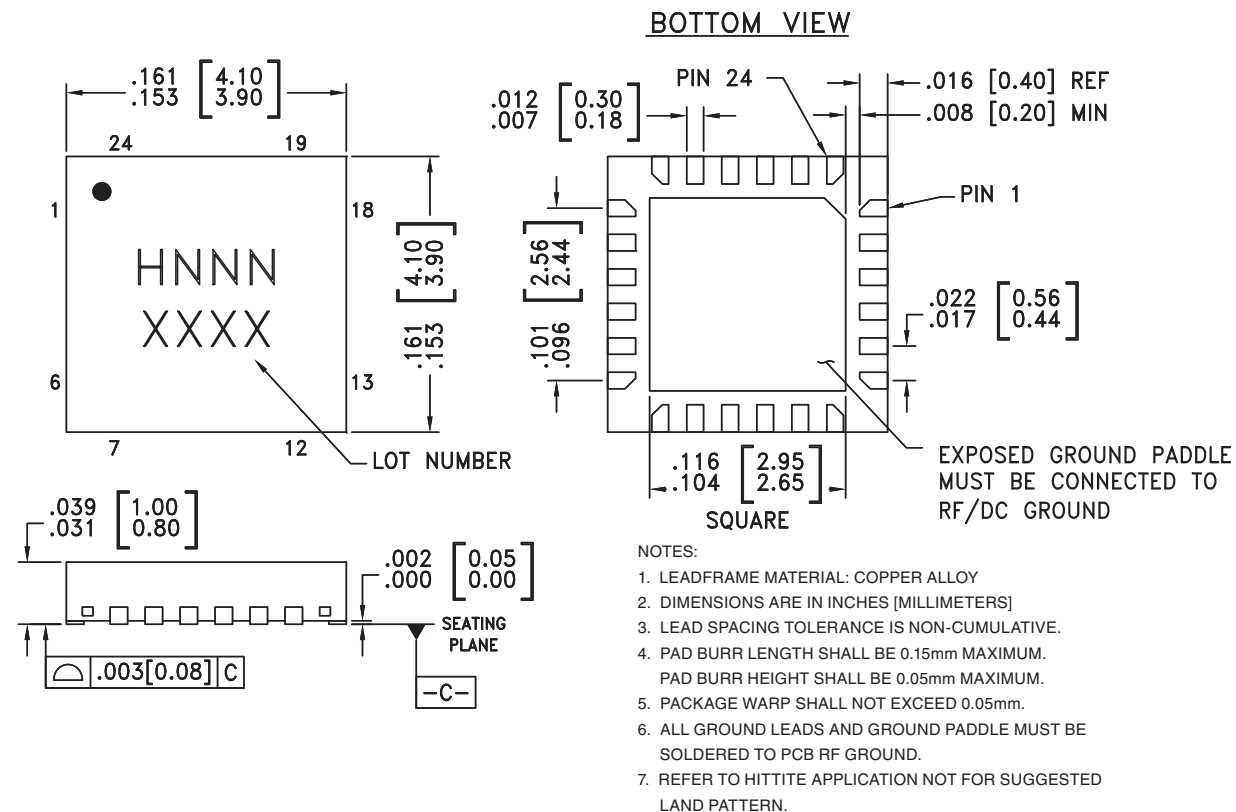 BOTTOM VIEW
.161 [4.10]
.153 [3.90]
24
19
1
18
HNNN
XXXX
6
13
7
12
LOT NUMBER
.161 [4.10]
.153 [3.90]
.012 [0.30]
.007 [0.18]
PIN 24
.016 [0.40] REF
.008 [0.20] MIN
PIN 1
.101 [2.56]
.096 [2.44]
.022 [0.56]
.017 [0.44]
.116 [2.95]
.104 [2.65]
SQUARE
EXPOSED GROUND PADDLE
MUST BE CONNECTED TO
RF/DC GROUND
.039 [1.00]
.031 [0.80]
.002 [0.05]
.000 [0.00]
SEATING
PLANE
.003[0.08] C
-C-
NOTES:
1. LEADFRAME MATERIAL: COPPER ALLOY
2. DIMENSIONS ARE IN INCHES [MILLIMETERS]
3. LEAD SPACING TOLERANCE IS NON-CUMULATIVE.
4. PAD BURR LENGTH SHALL BE 0.15mm MAXIMUM.
PAD BURR HEIGHT SHALL BE 0.05mm MAXIMUM.
5. PACKAGE WARP SHALL NOT EXCEED 0.05mm.
6. ALL GROUND LEADS AND GROUND PADDLE MUST BE
SOLDERED TO PCB RF GROUND.
7. REFER TO HITTITE APPLICATION NOT FOR SUGGESTED
LAND PATTERN.